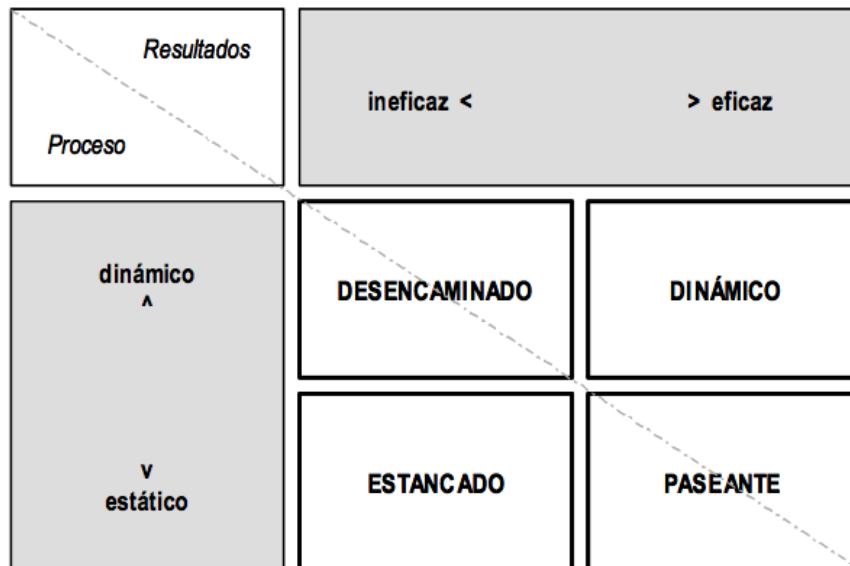 Resultados
Proceso
ineficaz < > eficaz
dinámico
^
DESENCAMINADO
DINÁMICO
v
estático
ESTANCADO
PASEANTE